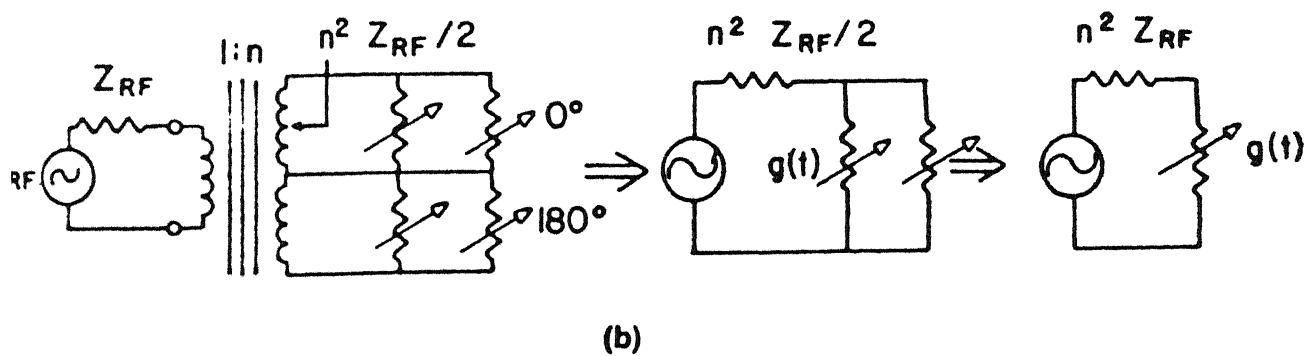 n² Z_RF /2
n² Z_RF /2
n² Z_RF
1:n
Z_RF
RF
0°
g(t)
g(t)
180°
(b)